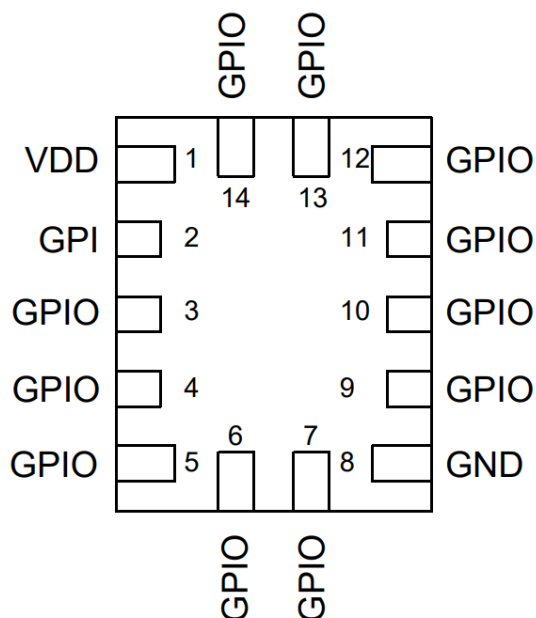 GPIO GPIO
VDD 1 12 GPIO
14 13
GPI 2 11 GPIO
GPIO 3 10 GPIO
GPIO 4 9 GPIO
6 7
GPIO 5 8 GND
GPIO GPIO